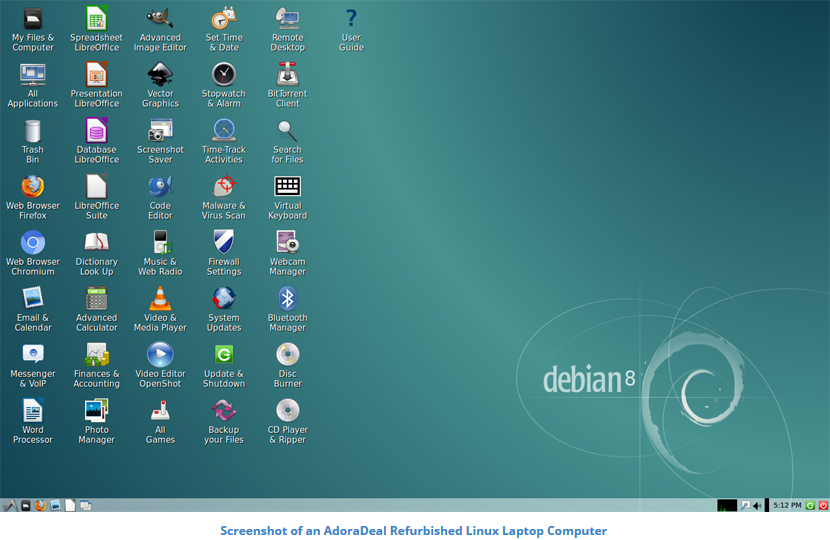 My Files &
Computer
Spreadsheet
LibreOffice
Advanced
Image Editor
Set Time
& Date
Remote
Desktop
?
User
Guide
All
Applications
Presentation
LibreOffice
Vector
Graphics
Stopwatch
& Alarm
BitTorrent
Client
Trash
Bin
Database
LibreOffice
Screenshot
Saver
Time-Track
Activities
Search
for Files
Web Browser
Firefox
LibreOffice
Suite
Code
Editor
Malware &
Virus Scan
Virtual
Keyboard
Web Browser
Chromium
Dictionary
Look Up
Music &
Web Radio
Firewall
Settings
Webcam
Manager
Email &
Calendar
Advanced
Calculator
Video &
Media Player
System
Updates
Bluetooth
Manager
Messenger
& VoIP
Finances &
Accounting
Video Editor
OpenShot
Update &
Shutdown
Disc
Burner
Word
Processor
Photo
Manager
All
Games
Backup
your Files
CD Player
& Ripper
debian 8
5:12 PM
Screenshot of an AdoraDeal Refurbished Linux Laptop Computer